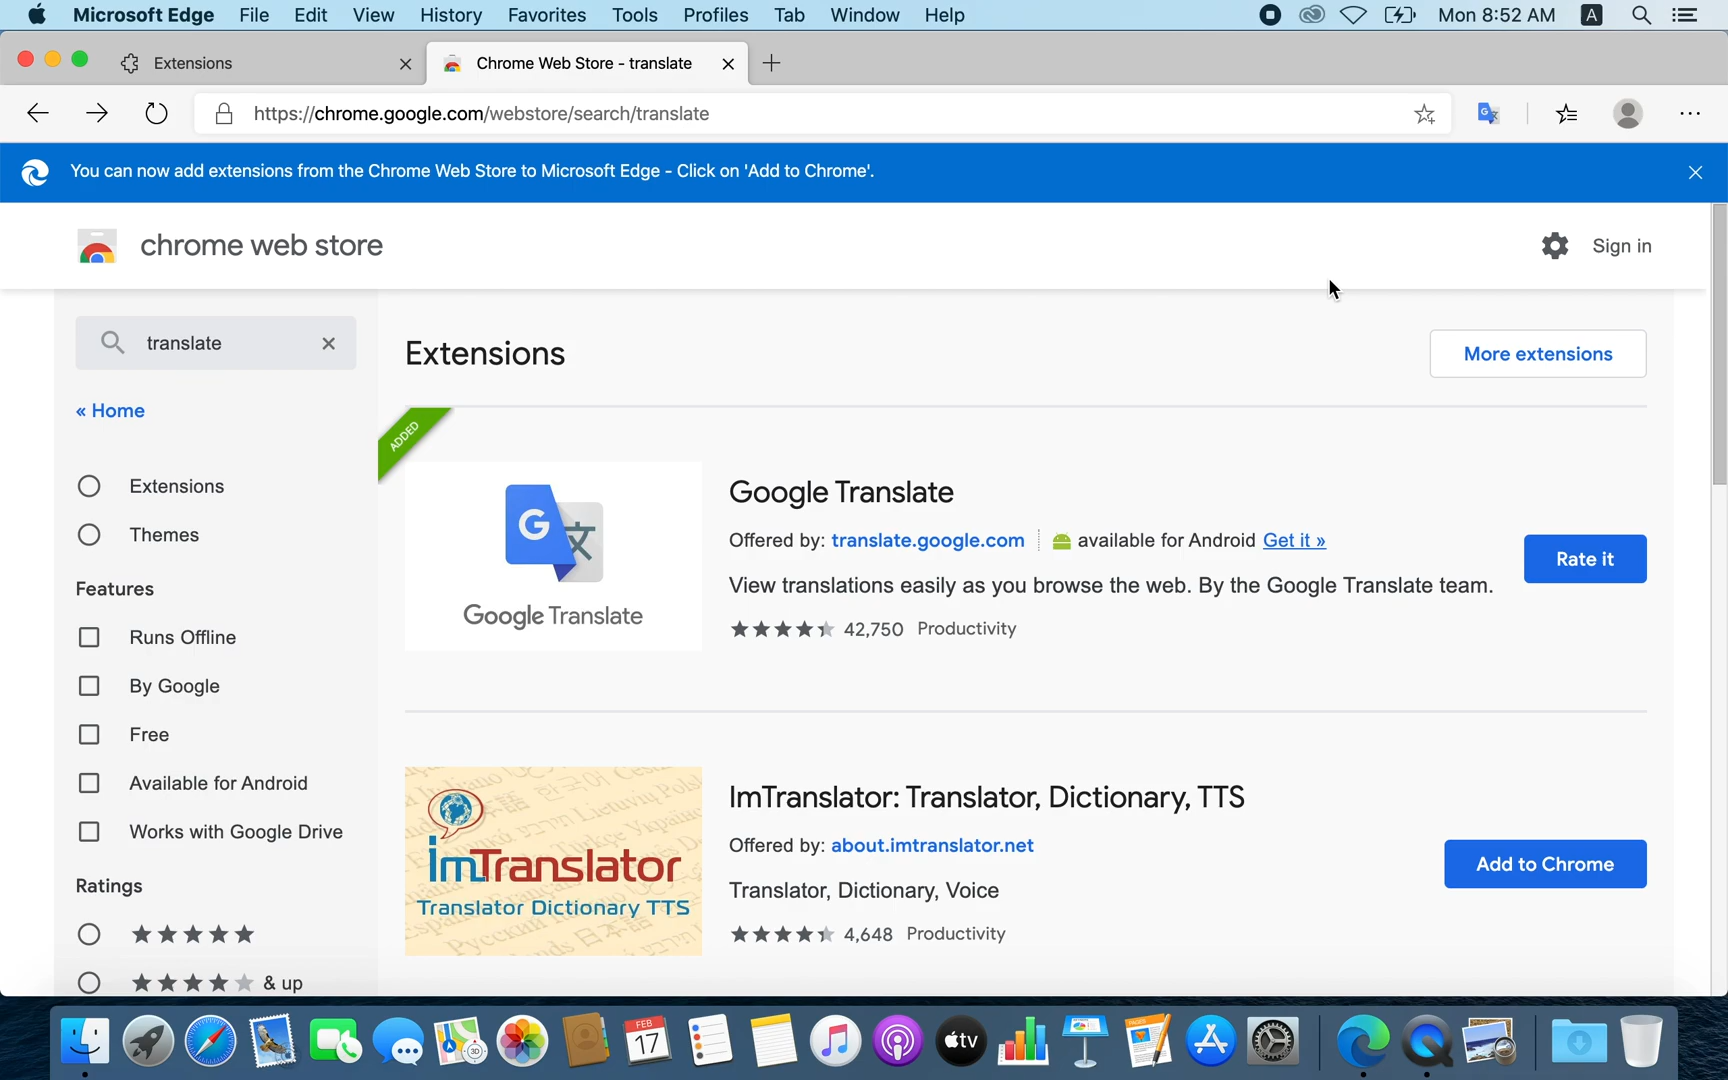 Microsoft Edge File Edit View History Favorites Tools Profiles Tab Window Help Mon 8:52 AM A
Extensions
Chrome Web Store - translate
https://chrome.google.com/webstore/search/translate
You can now add extensions from the Chrome Web Store to Microsoft Edge - Click on 'Add to Chrome'.
chrome web store
Sign in
translate
« Home
Extensions
Themes
Features
Runs Offline
By Google
Free
Available for Android
Works with Google Drive
Ratings
& up
Extensions
More extensions
ADDED
G 文
Google Translate
Google Translate
Offered by: translate.google.com available for Android Get it »
View translations easily as you browse the web. By the Google Translate team.
42,750 Productivity
Rate it
ImTranslator
Translator Dictionary TTS
ImTranslator: Translator, Dictionary, TTS
Offered by: about.imtranslator.net
Translator, Dictionary, Voice
4,648 Productivity
Add to Chrome
FEB
17
3D
tv
PAGES